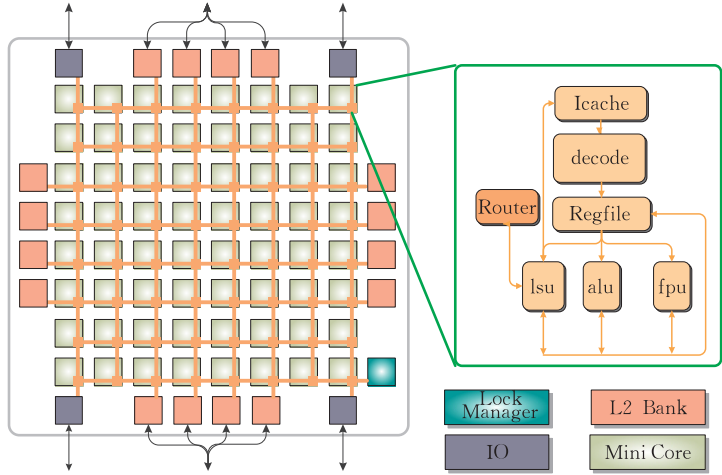 Icache
decode
Router
Regfile
lsu
alu
fpu
Lock
Manager
L2 Bank
IO
Mini Core